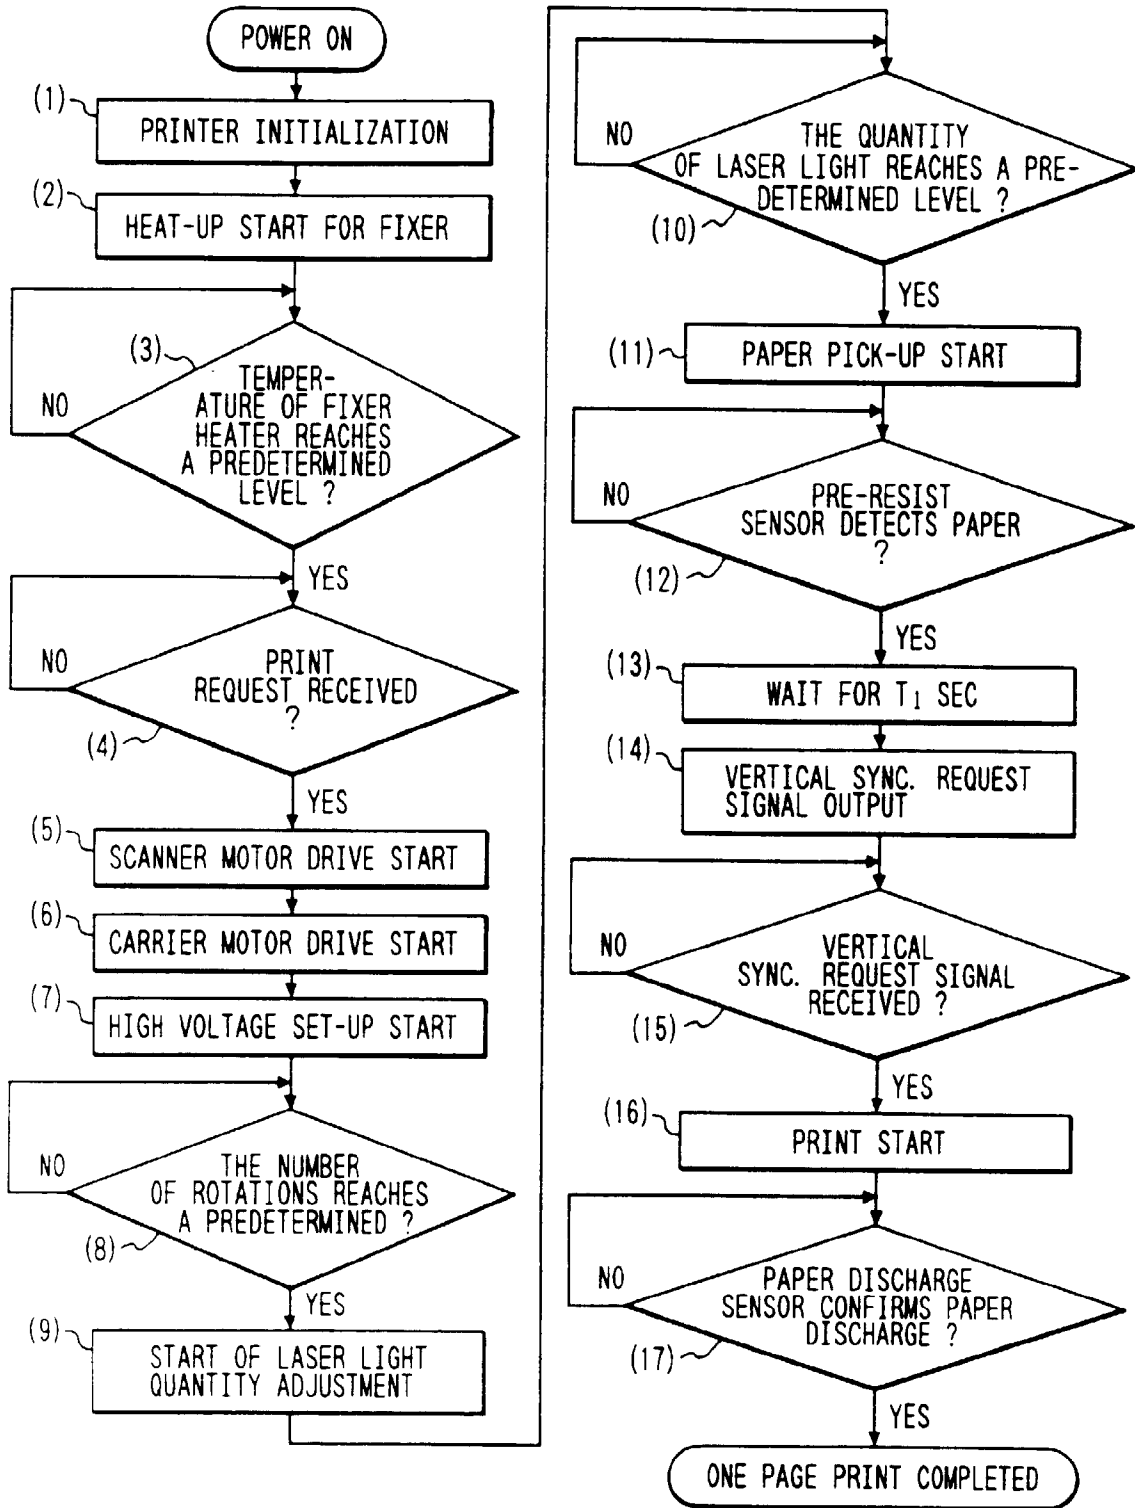 POWER ON
(1)
PRINTER INITIALIZATION
(2)
HEAT-UP START FOR FIXER
(3)
TEMPER-
ATURE OF FIXER
HEATER REACHES
A PREDETERMINED
LEVEL ?
NO
YES
PRINT
REQUEST RECEIVED
?
NO
(4)
YES
(5)
SCANNER MOTOR DRIVE START
(6)
CARRIER MOTOR DRIVE START
(7)
HIGH VOLTAGE SET-UP START
THE NUMBER
OF ROTATIONS REACHES
A PREDETERMINED ?
NO
(8)
YES
(9)
START OF LASER LIGHT
QUANTITY ADJUSTMENT
THE QUANTITY
OF LASER LIGHT REACHES A PRE-
DETERMINED LEVEL ?
NO
(10)
YES
(11)
PAPER PICK-UP START
PRE-RESIST
SENSOR DETECTS PAPER
?
NO
(12)
YES
(13)
WAIT FOR T1 SEC
(14)
VERTICAL SYNC. REQUEST
SIGNAL OUTPUT
VERTICAL
SYNC. REQUEST SIGNAL
RECEIVED ?
NO
(15)
YES
(16)
PRINT START
PAPER DISCHARGE
SENSOR CONFIRMS PAPER
DISCHARGE ?
NO
(17)
YES
ONE PAGE PRINT COMPLETED